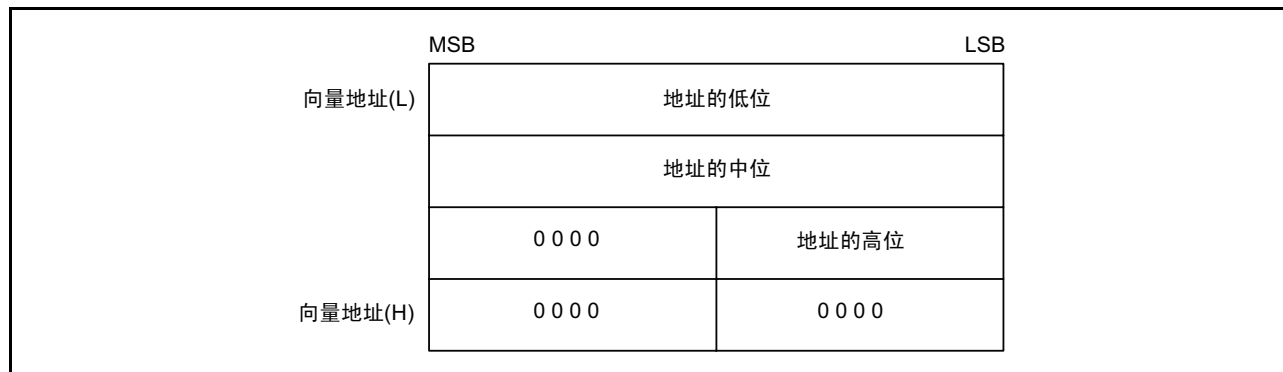 MSB LSB
向量地址(L) 地址的低位
地址的中位
0 0 0 0 地址的高位
向量地址(H) 0 0 0 0 0 0 0 0